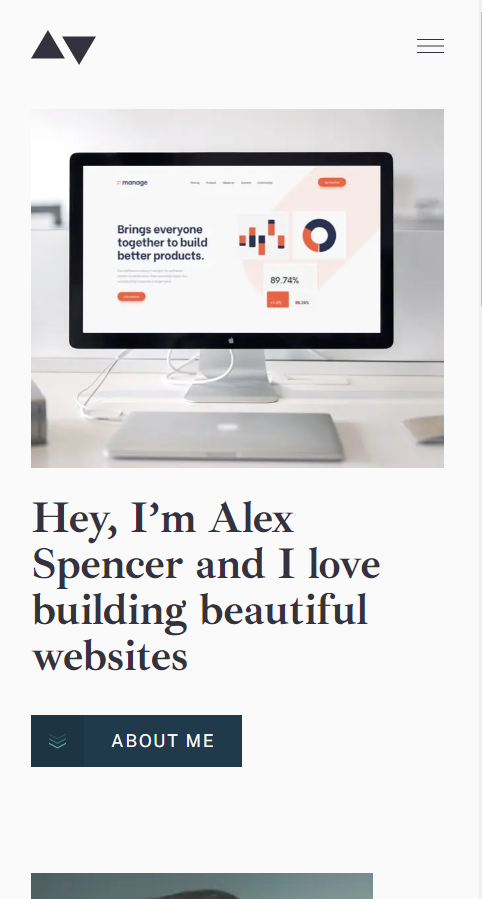 manage
Brings everyone
together to build
better products.
89.74%
Hey, I’m Alex
Spencer and I love
building beautiful
websites
ABOUT ME